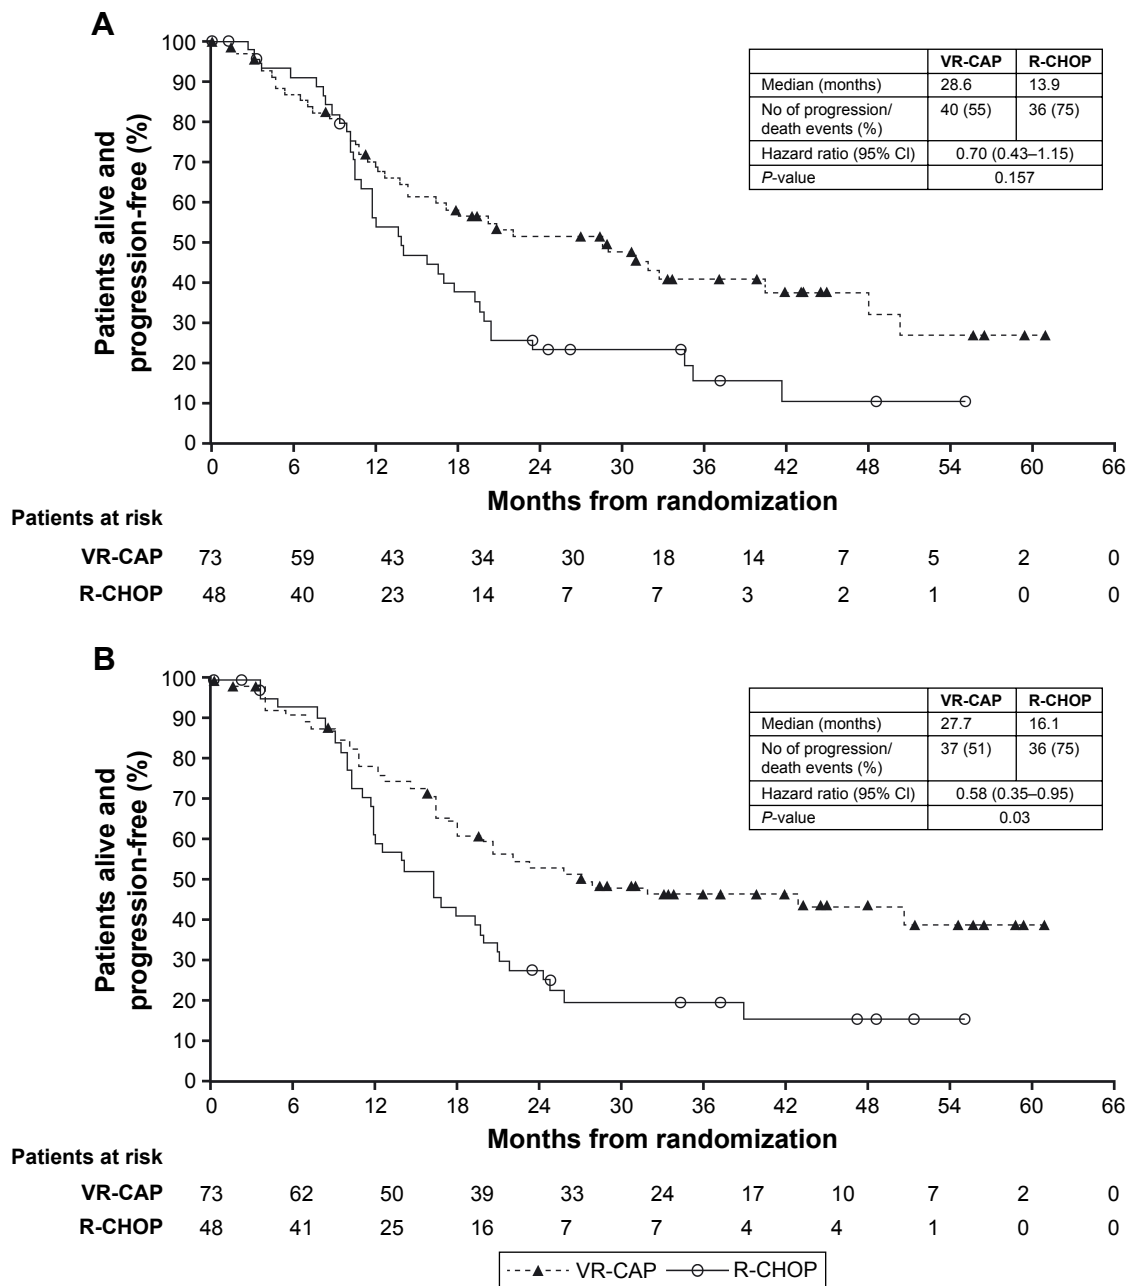 A
Patients alive and
progression-free (%)
100
90
80
70
60
50
40
30
20
10
0
VR-CAP R-CHOP
Median (months) 28.6 13.9
No of progression/
death events (%) 40 (55) 36 (75)
Hazard ratio (95% CI) 0.70 (0.43–1.15)
P-value 0.157
0 6 12 18 24 30 36 42 48 54 60 66
Months from randomization
Patients at risk
VR-CAP 73 59 43 34 30 18 14 7 5 2 0
R-CHOP 48 40 23 14 7 7 3 2 1 0 0
B
Patients alive and
progression-free (%)
100
90
80
70
60
50
40
30
20
10
0
VR-CAP R-CHOP
Median (months) 27.7 16.1
No of progression/
death events (%) 37 (51) 36 (75)
Hazard ratio (95% CI) 0.58 (0.35–0.95)
P-value 0.03
0 6 12 18 24 30 36 42 48 54 60 66
Months from randomization
Patients at risk
VR-CAP 73 62 50 39 33 24 17 10 7 2 0
R-CHOP 48 41 25 16 7 7 4 4 1 0 0
VR-CAP R-CHOP